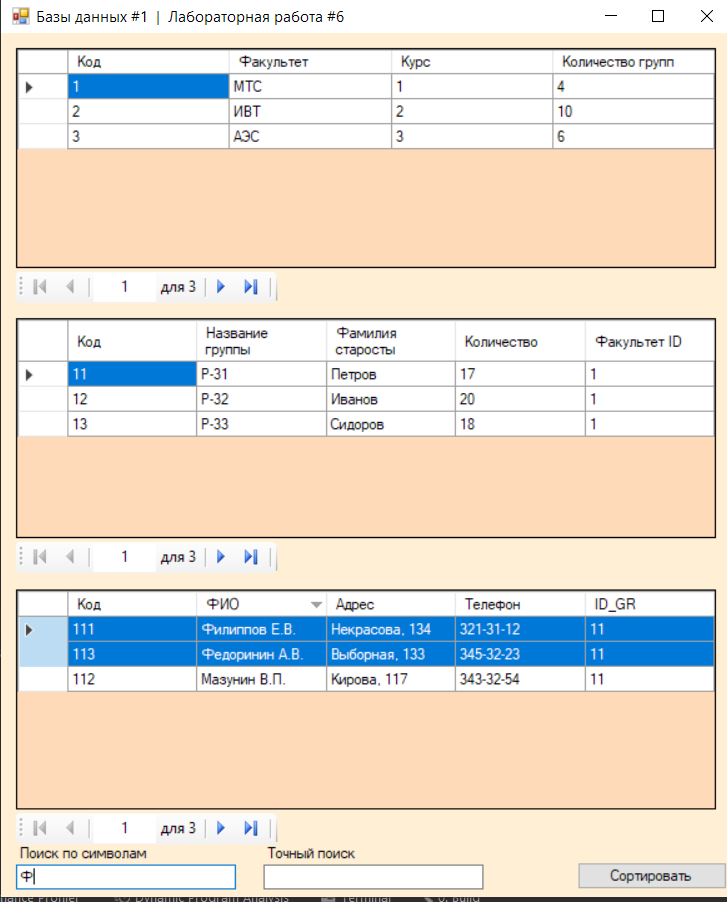 Базы данных #1 | Лабораторная работа #6
Код Факультет Курс Количество групп
1 МТС 1 4
2 ИВТ 2 10
3 АЭС 3 6
1 для 3
Код Название группы Фамилия старосты Количество Факультет ID
11 Р-31 Петров 17 1
12 Р-32 Иванов 20 1
13 Р-33 Сидоров 18 1
1 для 3
Код ФИО Адрес Телефон ID_GR
111 Филиппов Е.В. Некрасова, 134 321-31-12 11
113 Федоринин А.В. Выборная, 133 345-32-23 11
112 Мазунин В.П. Кирова, 117 343-32-54 11
1 для 3
Поиск по символам Точный поиск
Ф Сортировать
Dynamic Program Analysis Terminal